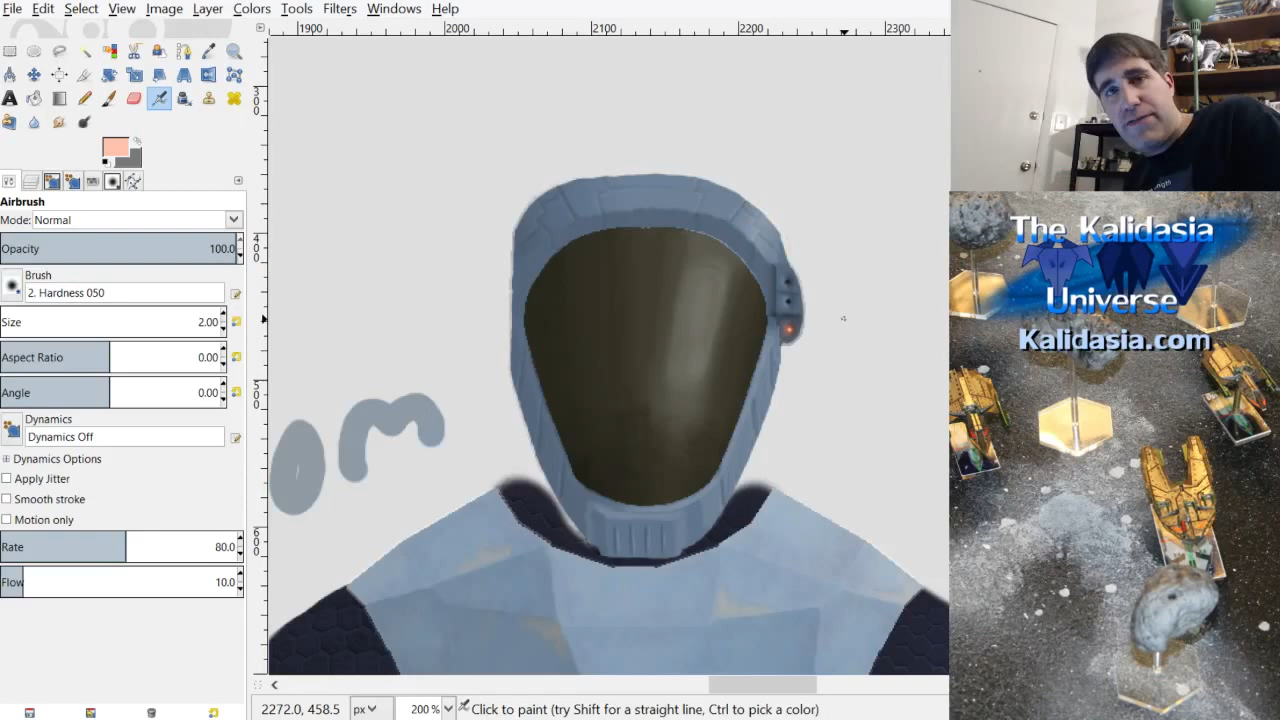 File Edit Select View Image Layer Colors Tools Filters Windows Help
1900 2000 2100 2200 2300
300
400
500
600
Airbrush
Mode: Normal
Opacity 100.0
Brush
2. Hardness 050
Size 2.00
Aspect Ratio 0.00
Angle 0.00
Dynamics
Dynamics Off
Dynamics Options
Apply Jitter
Smooth stroke
Motion only
Rate 80.0
Flow 10.0
2272.0, 458.5 px 200 % Click to paint (try Shift for a straight line, Ctrl to pick a color)
The Kalidasia
Universe
Kalidasia.com